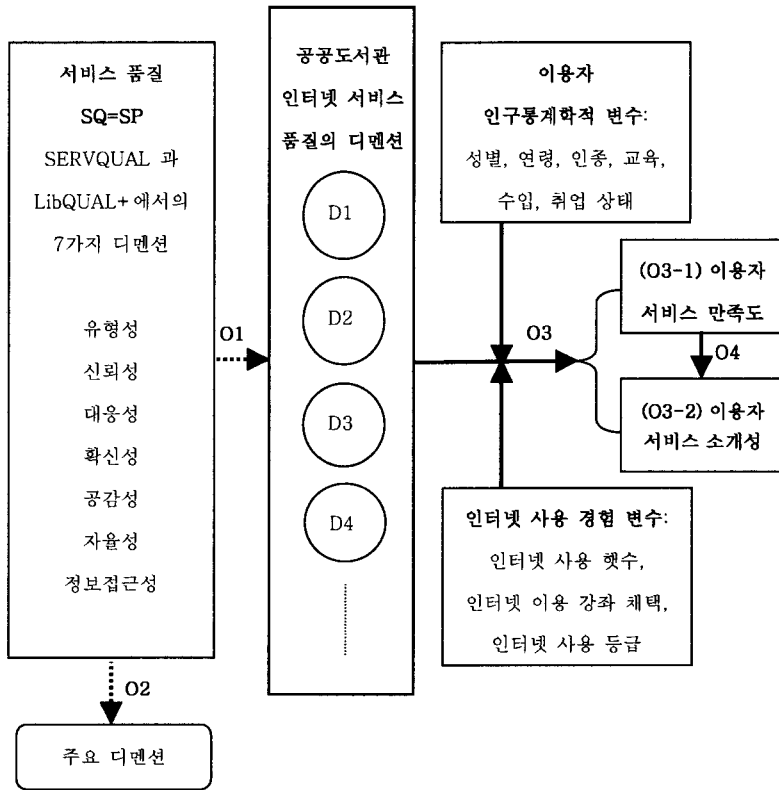 서비스 품질
SQ=SP
SERVQUAL 과
LibQUAL+에서의
7가지 디멘션
유형성
신뢰성
대응성
확신성
공감성
자율성
정보접근성
O1
O2
주요 디멘션
공공도서관
인터넷 서비스
품질의 디멘션
D1
D2
D3
D4
이용자
인구통계학적 변수:
성별, 연령, 인종, 교육,
수입, 취업 상태
O3
인터넷 사용 경험 변수:
인터넷 사용 횟수,
인터넷 이용 강좌 채택,
인터넷 사용 등급
(O3-1) 이용자
서비스 만족도
O4
(O3-2) 이용자
서비스 소개성